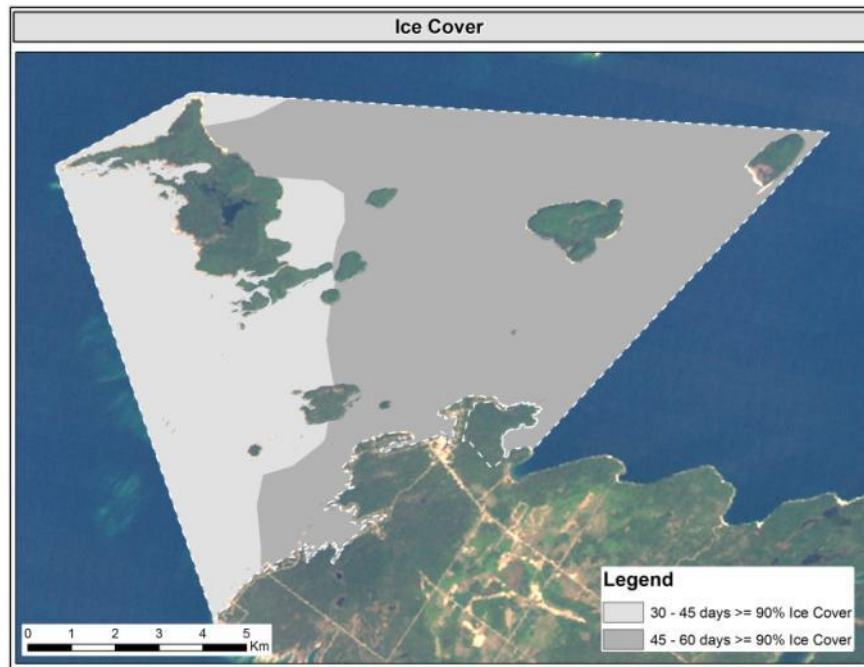 Ice Cover
Legend
30 - 45 days >= 90% Ice Cover
45 - 60 days >= 90% Ice Cover
0 1 2 3 4 5
Km